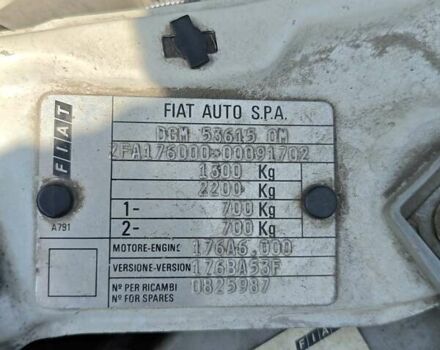 FIAT
FIAT AUTO S.P.A.
DGM 53615 OM
ZFA176000*00091702
1300 Kg
2200 Kg
1- 700 Kg
2- 700 Kg
A791
MOTORE-ENGINE 176A6.000
VERSIONE-VERSION 176BA53F
Nº PER RICAMBI 0825987
Nº FOR SPARES
FIAT